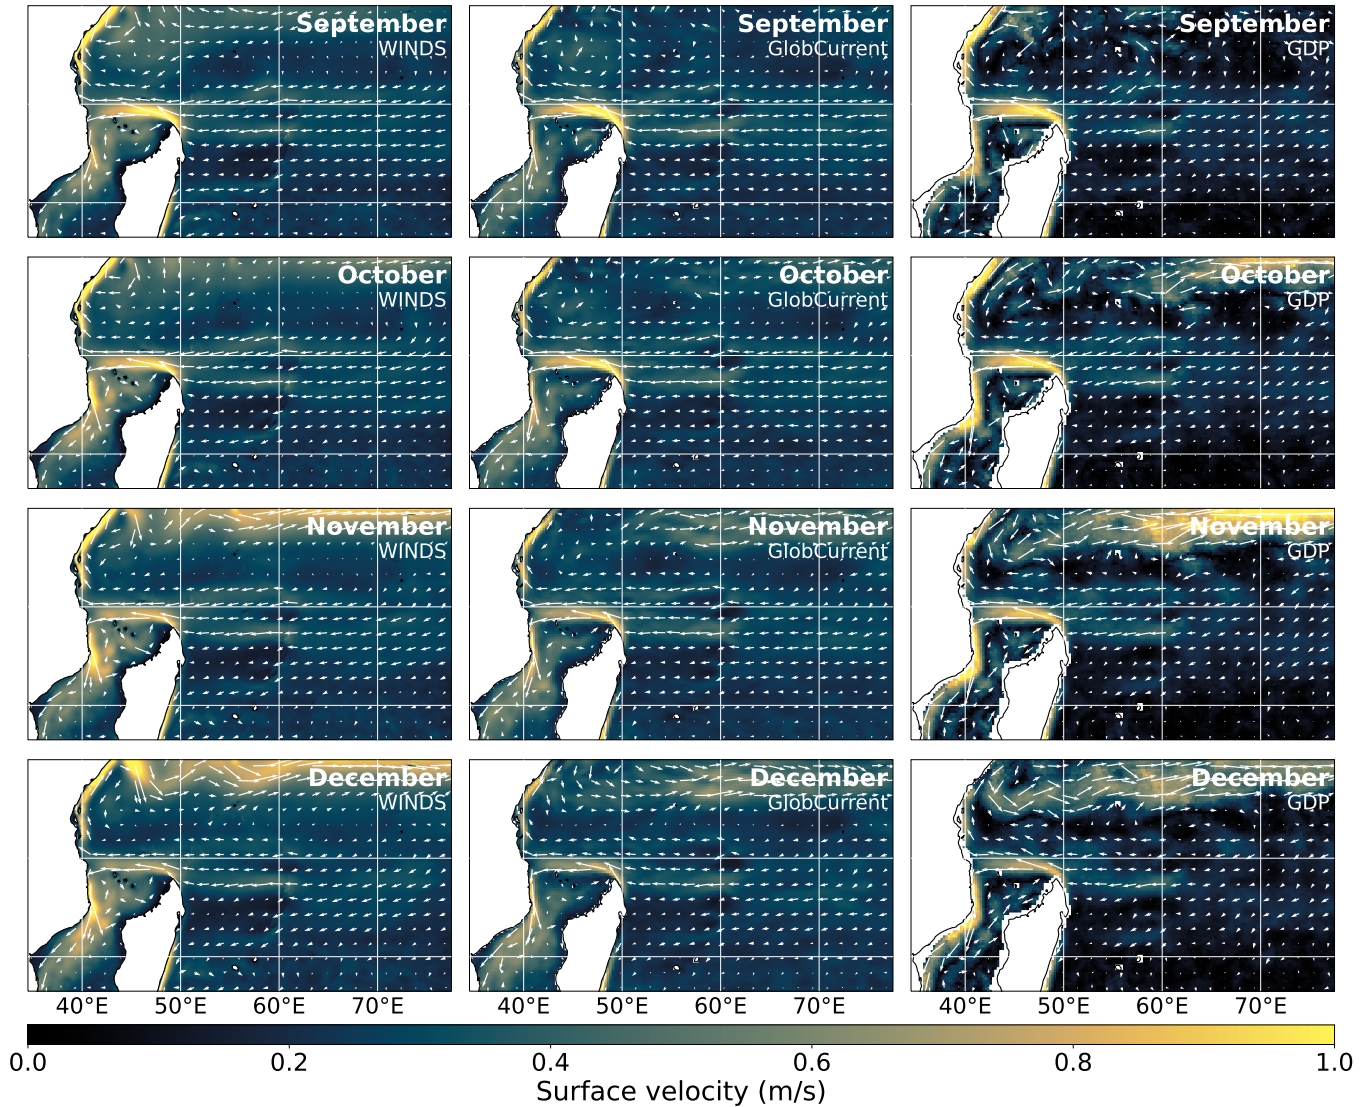 September
WINDS
September
GlobCurrent
September
GDP
October
WINDS
October
GlobCurrent
October
GDP
November
WINDS
November
GlobCurrent
November
GDP
December
WINDS
December
GlobCurrent
December
GDP
40°E 50°E 60°E 70°E 40°E 50°E 60°E 70°E 40°E 50°E 60°E 70°E
0.0 0.2 0.4 0.6 0.8 1.0
Surface velocity (m/s)